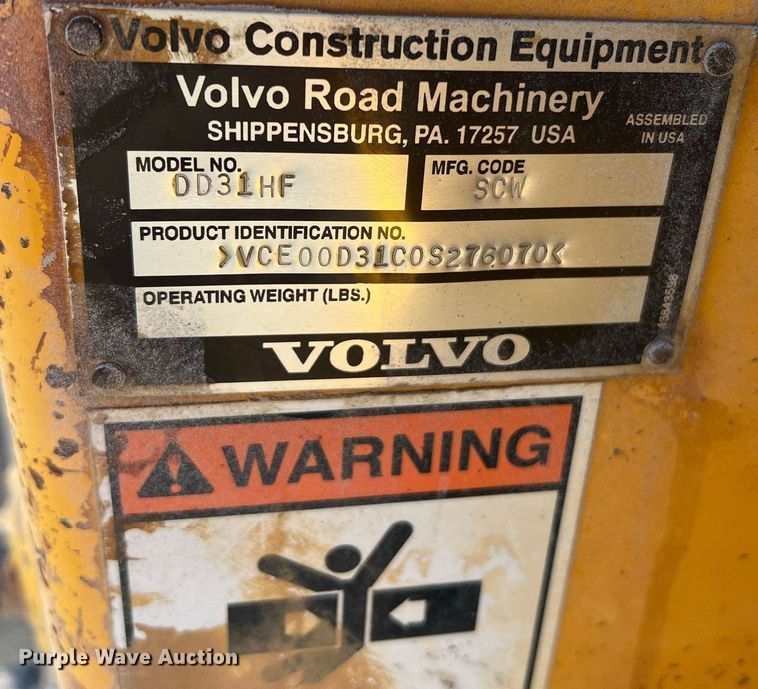 Volvo Construction Equipment
Volvo Road Machinery
SHIPPENSBURG, PA. 17257 USA
ASSEMBLED
IN USA
MODEL NO.
DD31HF
MFG. CODE
SCW
PRODUCT IDENTIFICATION NO.
>VCE00D31C0S276070<
OPERATING WEIGHT (LBS.)
VOLVO
WARNING
Purple Wave Auction